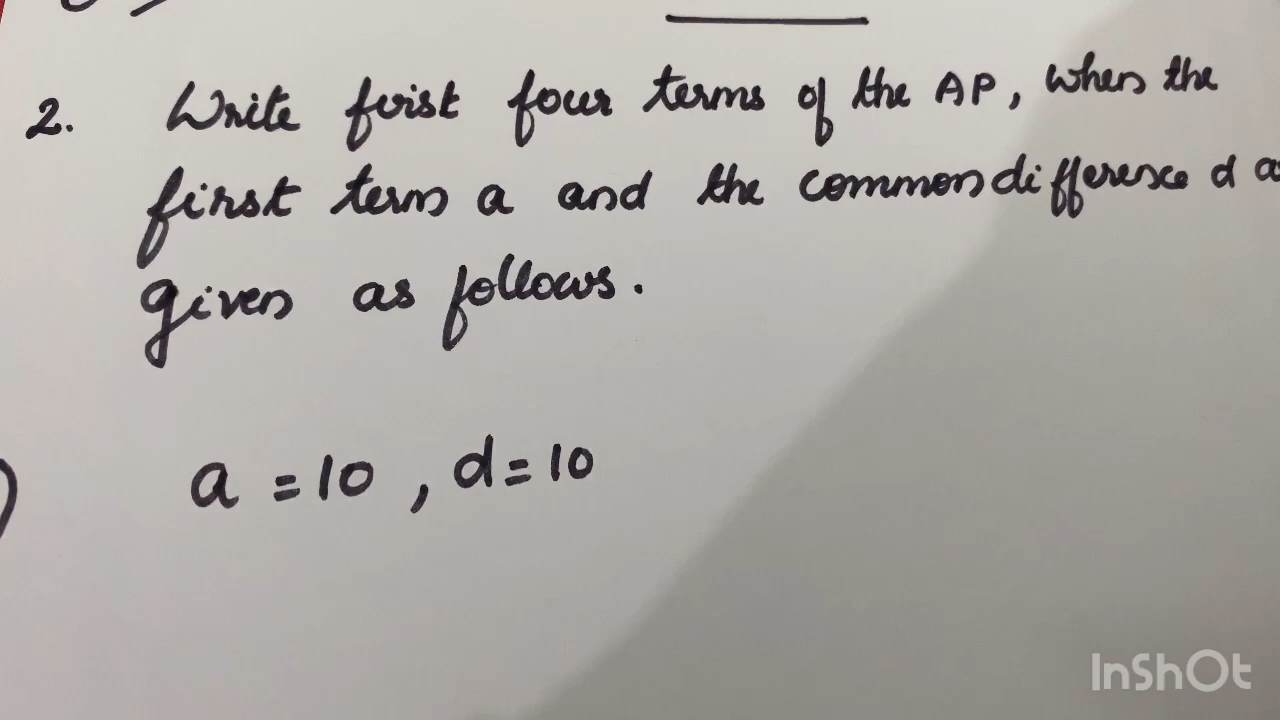 2. Write first four terms of the AP, when the
first term a and the common difference d a
given as follows.
a = 10 , d = 10
InShOt